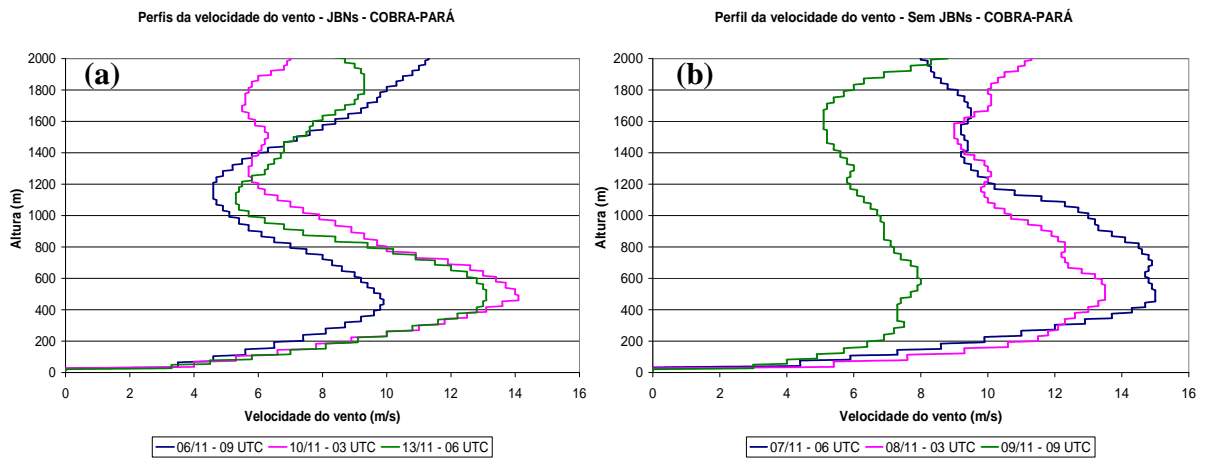 Perfis da velocidade do vento - JBNs - COBRA-PARÁ
(a)
2000
1800
1600
1400
1200
1000
800
600
400
200
0
Altura (m)
0 2 4 6 8 10 12 14 16
Velocidade do vento (m/s)
06/11 - 09 UTC 10/11 - 03 UTC 13/11 - 06 UTC
Perfil da velocidade do vento - Sem JBNs - COBRA-PARÁ
(b)
2000
1800
1600
1400
1200
1000
800
600
400
200
0
Altura (m)
0 2 4 6 8 10 12 14 16
Velocidade do vento (m/s)
07/11 - 06 UTC 08/11 - 03 UTC 09/11 - 09 UTC